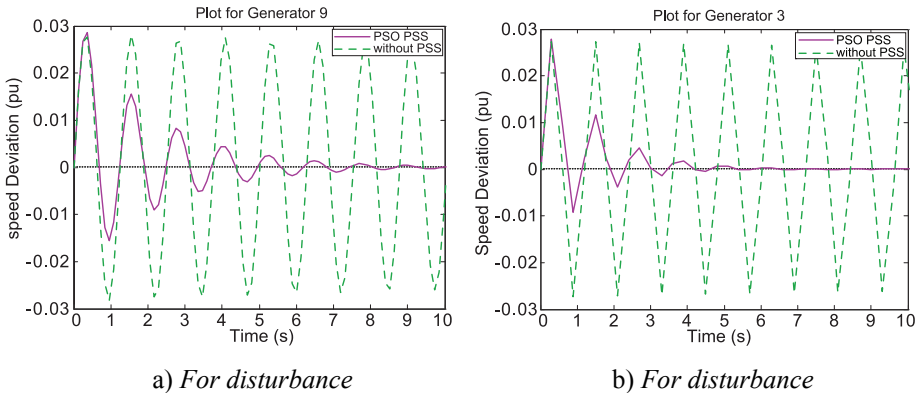 Plot for Generator 9
PSO PSS
without PSS
speed Deviation (pu)
0.03
0.02
0.01
0
-0.01
-0.02
-0.03
0 1 2 3 4 5 6 7 8 9 10
Time (s)
a) For disturbance
Plot for Generator 3
PSO PSS
without PSS
Speed Deviation (pu)
0.03
0.02
0.01
0
-0.01
-0.02
-0.03
0 1 2 3 4 5 6 7 8 9 10
Time (s)
b) For disturbance